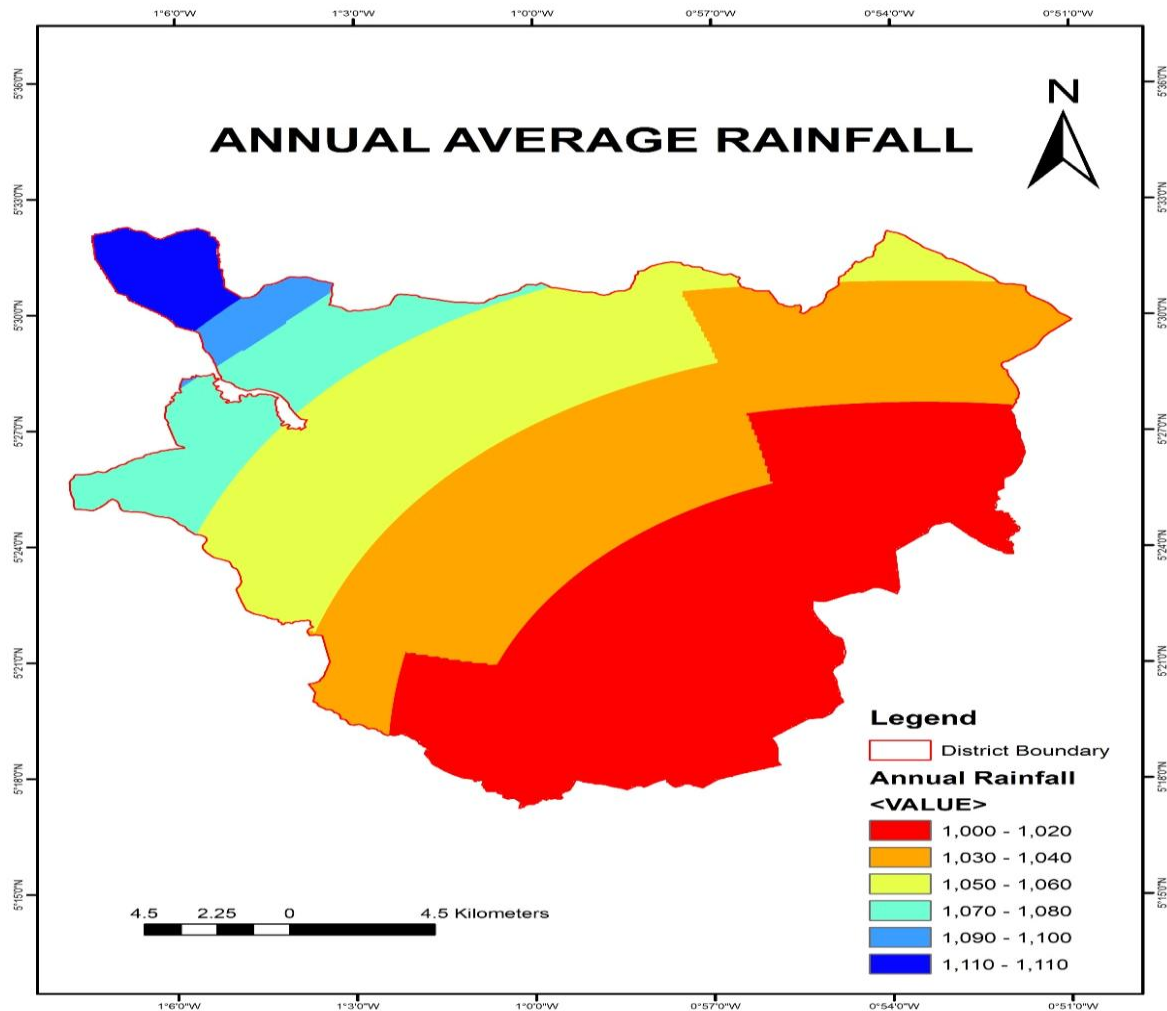 1°6'0"W 1°3'0"W 1°0'0"W 0°57'0"W 0°54'0"W 0°51'0"W
5°36'0"N 5°36'0"N
N
ANNUAL AVERAGE RAINFALL
5°33'0"N 5°33'0"N
5°30'0"N 5°30'0"N
5°27'0"N 5°27'0"N
5°24'0"N 5°24'0"N
5°21'0"N 5°21'0"N
5°18'0"N 5°18'0"N
5°15'0"N 5°15'0"N
Legend
District Boundary
Annual Rainfall
<VALUE>
1,000 - 1,020
1,030 - 1,040
1,050 - 1,060
1,070 - 1,080
1,090 - 1,100
1,110 - 1,110
4.5 2.25 0 4.5 Kilometers
1°6'0"W 1°3'0"W 1°0'0"W 0°57'0"W 0°54'0"W 0°51'0"W